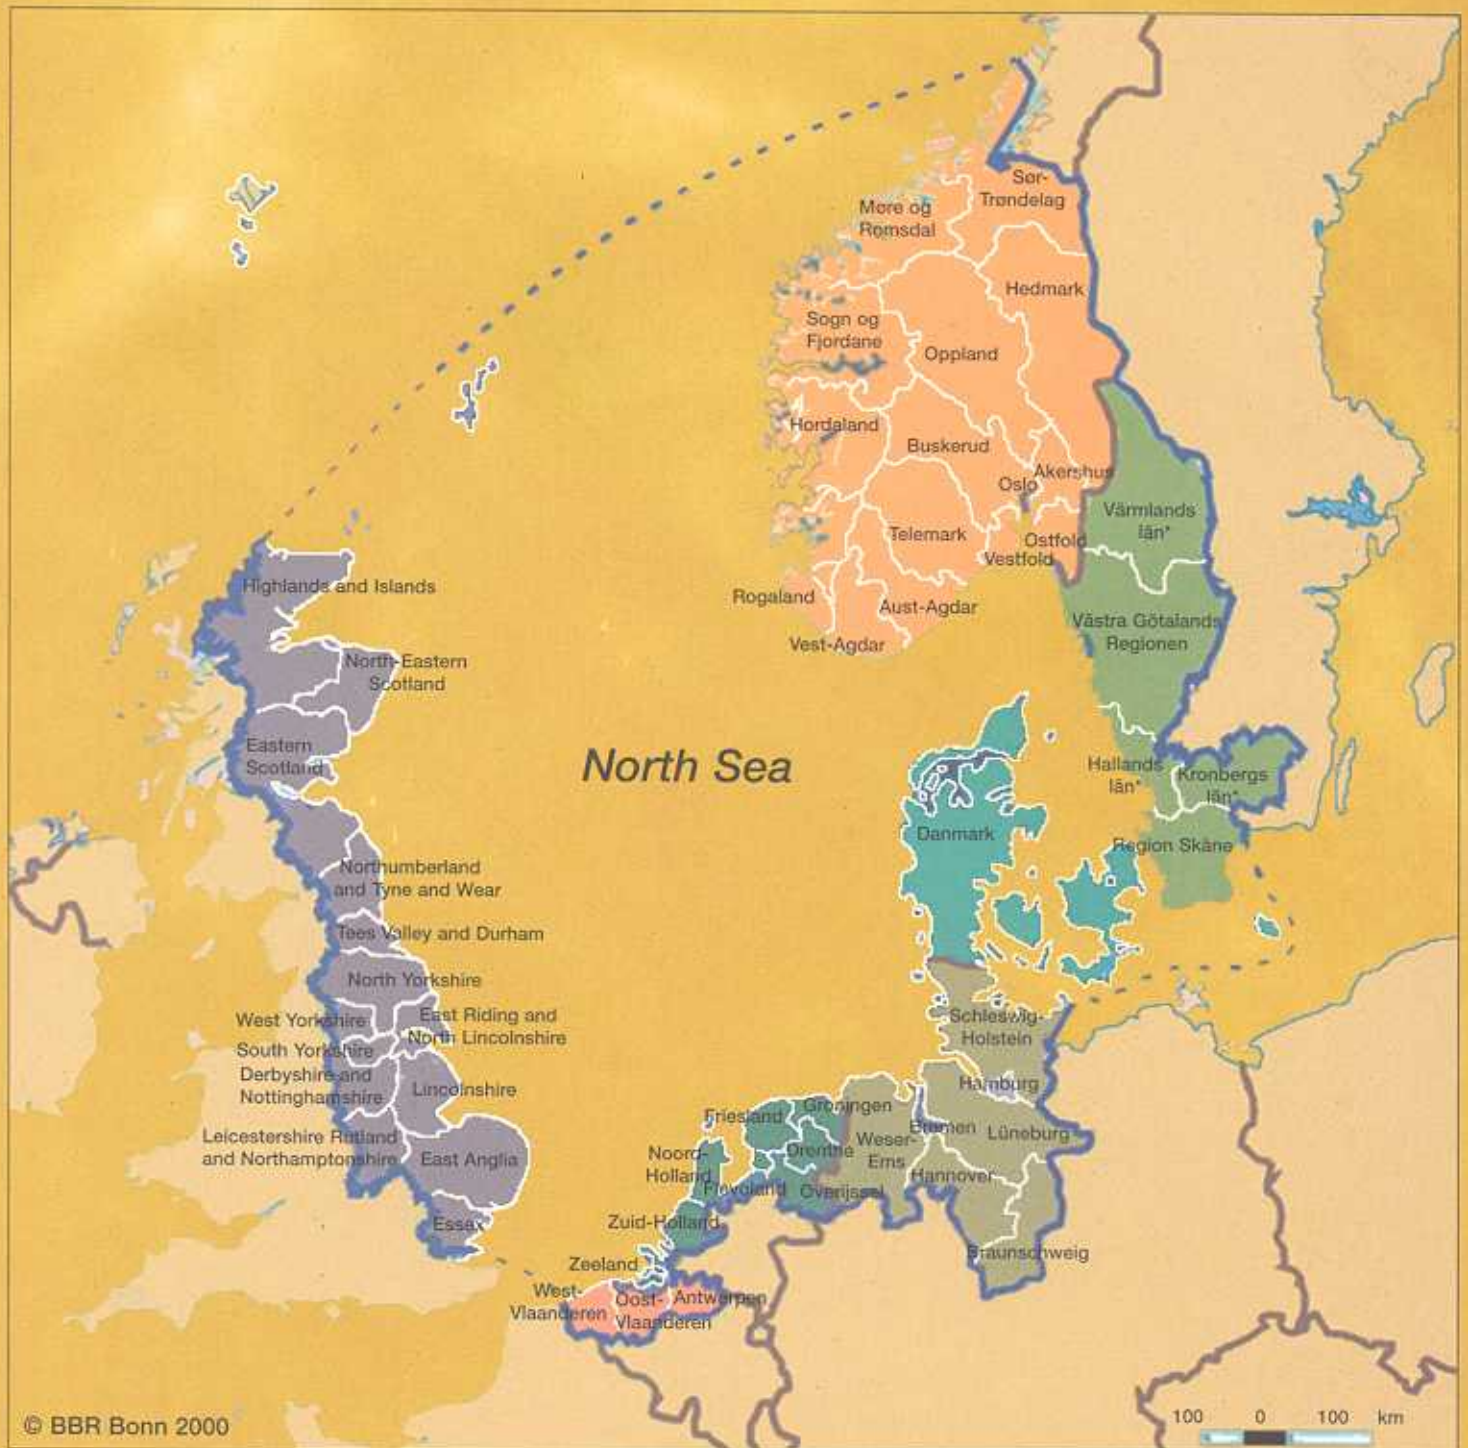 Sør-
Trøndelag
Møre og
Romsdal
Hedmark
Sogn og
Fjordane
Oppland
Hordaland
Buskerud
Akershus
Oslo
Telemark
Ostfold
Vestfold
Rogaland
Aust-Agdar
Vest-Agdar
Värmlands
län*
Västra Götalands
Regionen
Hallands
län*
Kronbergs
län*
Region Skåne
Danmark
North Sea
Highlands and Islands
North-Eastern
Scotland
Eastern
Scotland
Northumberland
and Tyne and Wear
Tees Valley and Durham
North Yorkshire
West Yorkshire
East Riding and
North Lincolnshire
South Yorkshire
Derbyshire and
Nottinghamshire
Lincolnshire
Leicestershire Rutland
and Northamptonshire
East Anglia
Essex
Schleswig-
Holstein
Hamburg
Bremen
Lüneburg
Weser-
Ems
Hannover
Braunschweig
Groningen
Friesland
Drenthe
Noord-
Holland
Flevoland
Overijssel
Zuid-Holland
Zeeland
West-
Vlaanderen
Oost-
Vlaanderen
Antwerpen
© BBR Bonn 2000
100 0 100 km